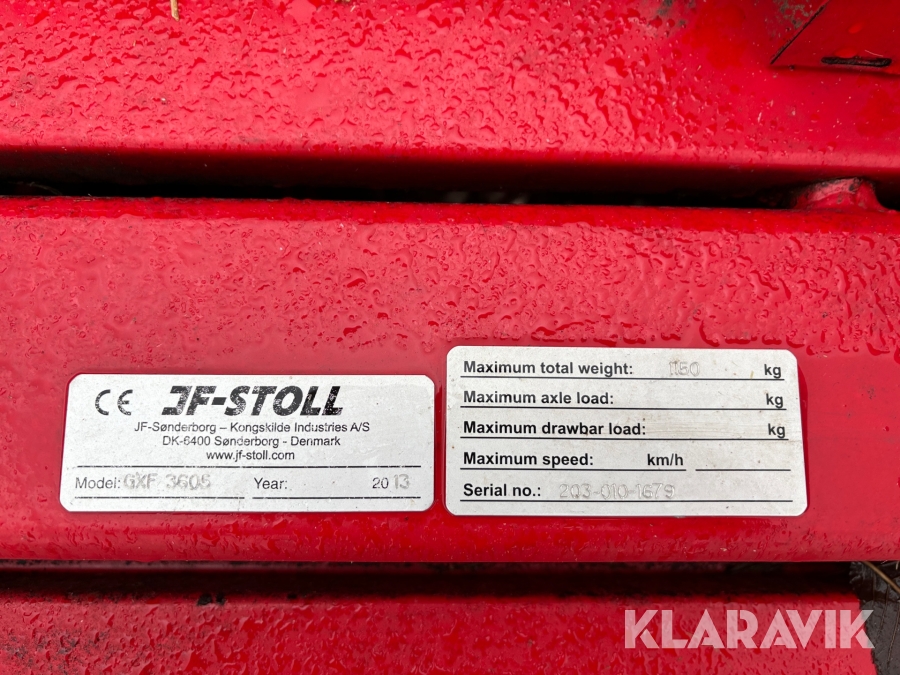 CE JF-STOLL
JF-Sønderborg – Kongskilde Industries A/S
DK-6400 Sønderborg - Denmark
www.jf-stoll.com
Model: GXF 3605 Year: 2013
Maximum total weight: 1150 kg
Maximum axle load: kg
Maximum drawbar load: kg
Maximum speed: km/h
Serial no.: 203-010-1679
KLARAVIK